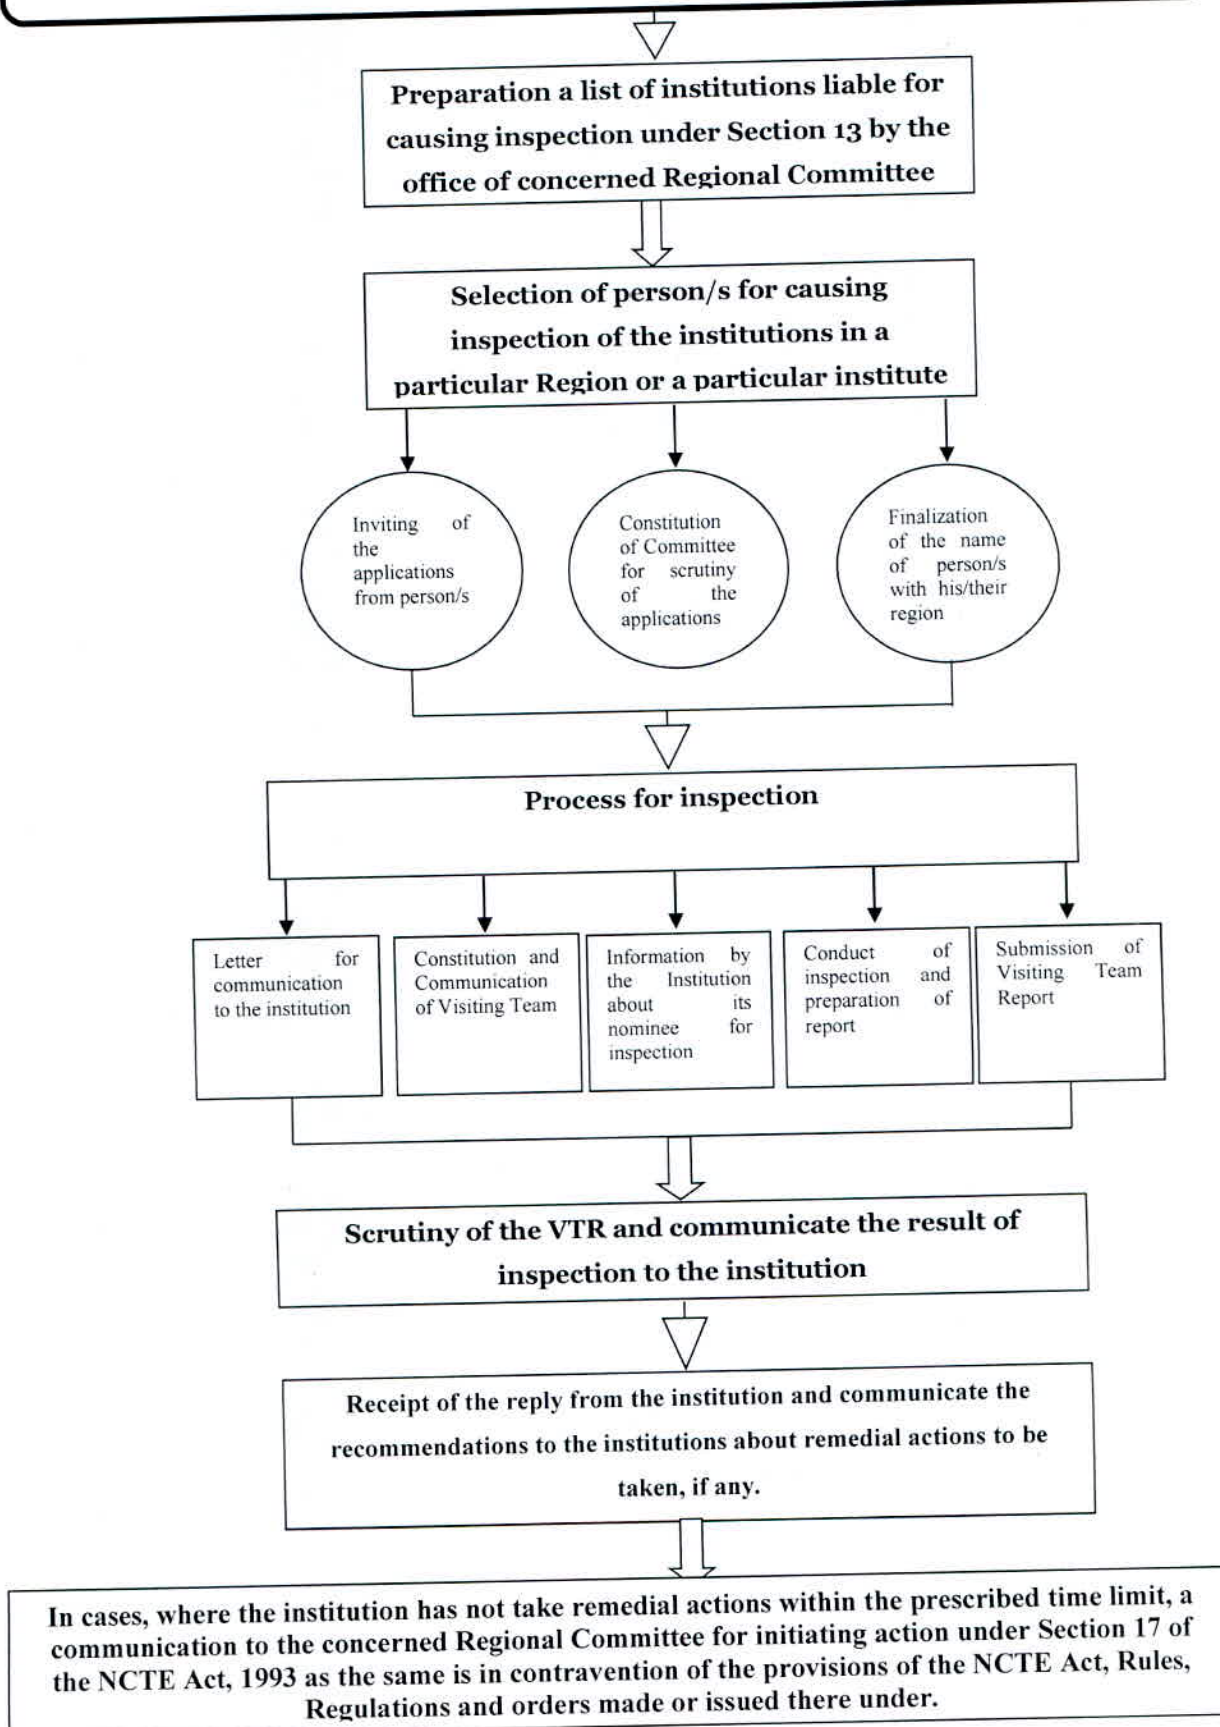 Preparation a list of institutions liable for
causing inspection under Section 13 by the
office of concerned Regional Committee
Selection of person/s for causing
inspection of the institutions in a
particular Region or a particular institute
Inviting of
the
applications
from person/s
Constitution
of Committee
for scrutiny
of the
applications
Finalization
of the name
of person/s
with his/their
region
Process for inspection
Letter for
communication
to the institution
Constitution and
Communication
of Visiting Team
Information by
the Institution
about its
nominee for
inspection
Conduct of
inspection and
preparation of
report
Submission of
Visiting Team
Report
Scrutiny of the VTR and communicate the result of
inspection to the institution
Receipt of the reply from the institution and communicate the
recommendations to the institutions about remedial actions to be
taken, if any.
In cases, where the institution has not take remedial actions within the prescribed time limit, a
communication to the concerned Regional Committee for initiating action under Section 17 of
the NCTE Act, 1993 as the same is in contravention of the provisions of the NCTE Act, Rules,
Regulations and orders made or issued there under.